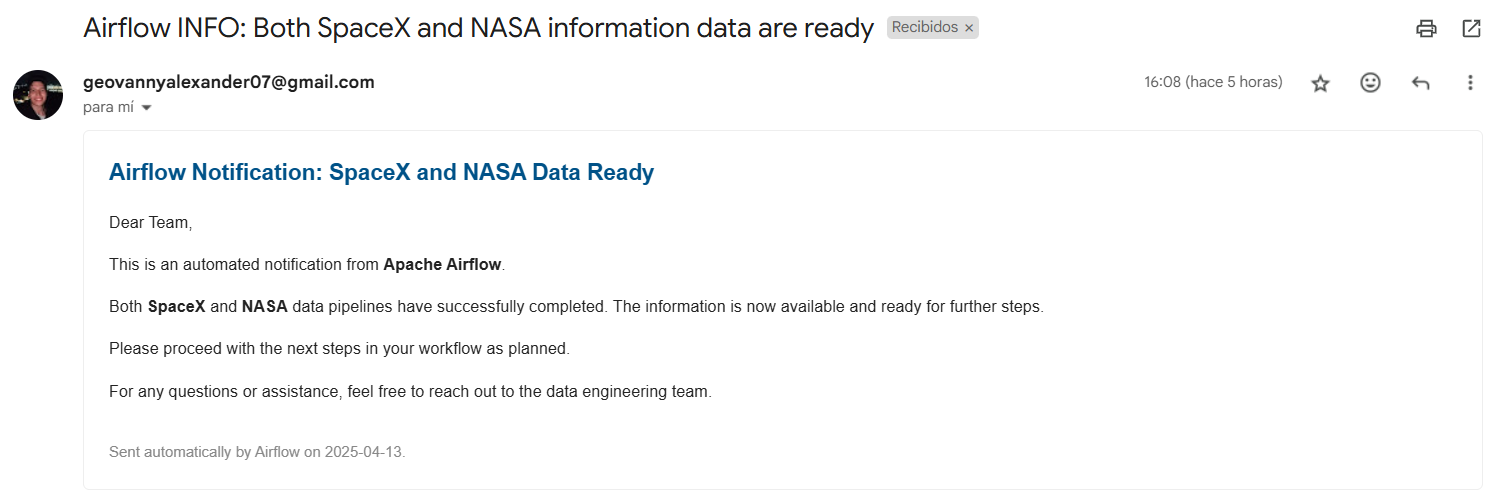 Airflow INFO: Both SpaceX and NASA information data are ready Recibidos ×
geovannyalexander07@gmail.com 16:08 (hace 5 horas)
para mí
Airflow Notification: SpaceX and NASA Data Ready
Dear Team,
This is an automated notification from Apache Airflow.
Both SpaceX and NASA data pipelines have successfully completed. The information is now available and ready for further steps.
Please proceed with the next steps in your workflow as planned.
For any questions or assistance, feel free to reach out to the data engineering team.
Sent automatically by Airflow on 2025-04-13.